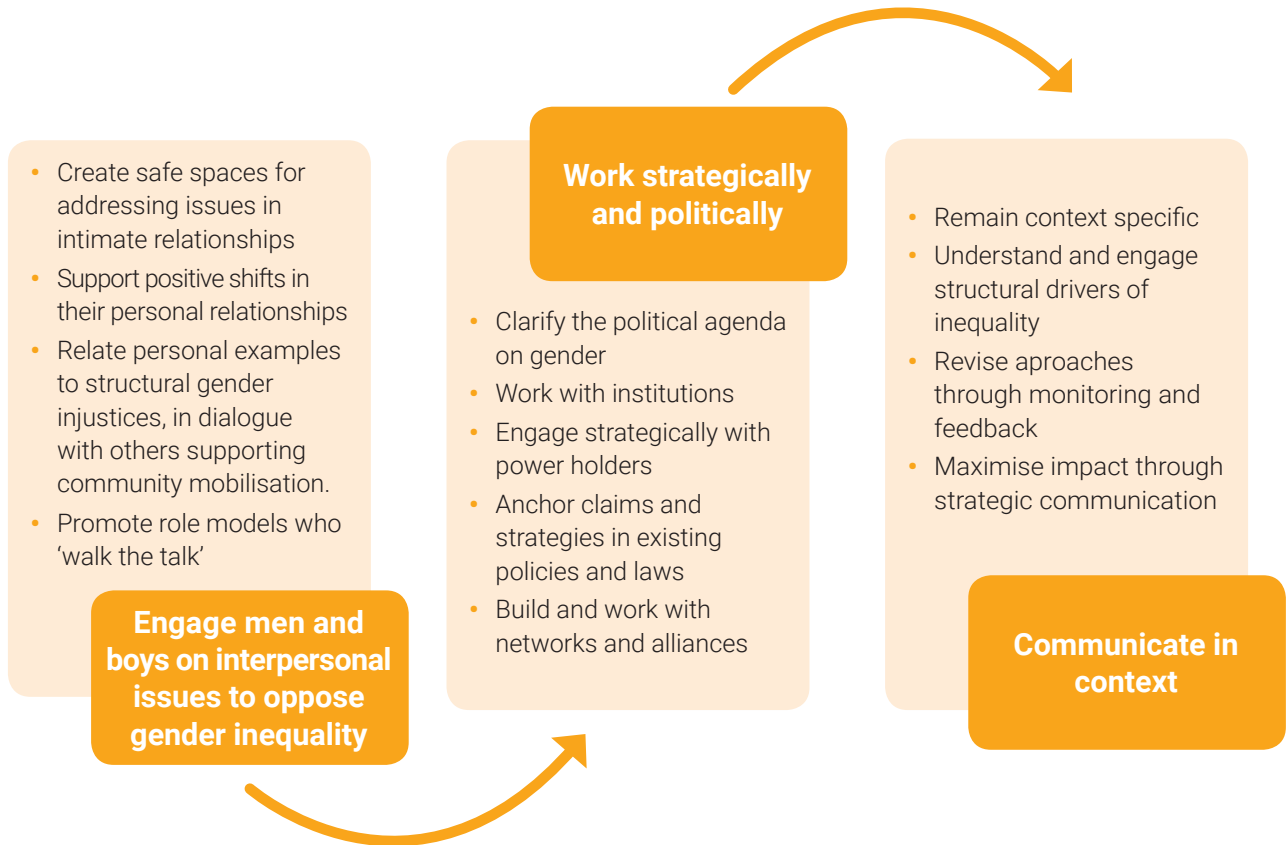 • Create safe spaces for
addressing issues in
intimate relationships
• Support positive shifts in
their personal relationships
• Relate personal examples
to structural gender
injustices, in dialogue
with others supporting
community mobilisation.
• Promote role models who
‘walk the talk’
Engage men and
boys on interpersonal
issues to oppose
gender inequality
Work strategically
and politically
• Clarify the political agenda
on gender
• Work with institutions
• Engage strategically with
power holders
• Anchor claims and
strategies in existing
policies and laws
• Build and work with
networks and alliances
• Remain context specific
• Understand and engage
structural drivers of
inequality
• Revise aproaches
through monitoring and
feedback
• Maximise impact through
strategic communication
Communicate in
context